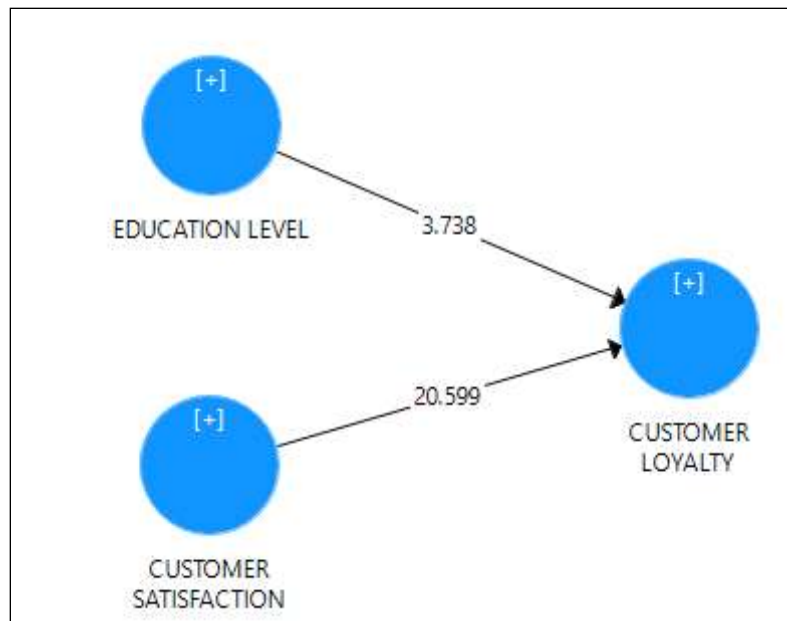 [+]
EDUCATION LEVEL
3.738
[+]
20.599
[+]
CUSTOMER
LOYALTY
CUSTOMER
SATISFACTION